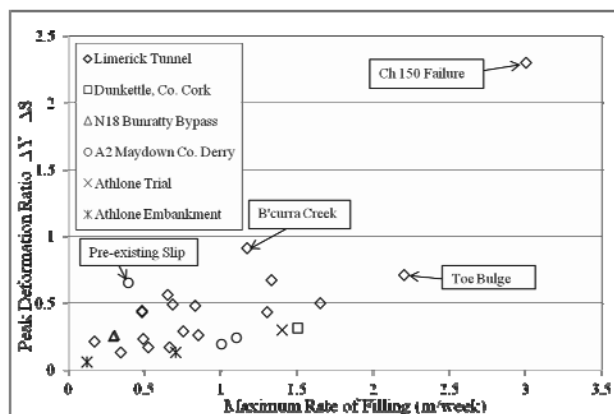 2.5
2
1.5
1
0.5
0
Peak Deformation Ratio ΔY ΔS
Limerick Tunnel
Dunkettle, Co. Cork
N18 Bunratty Bypass
A2 Maydown Co. Derry
Athlone Trial
Athlone Embankment
Ch 150 Failure
B'curra Creek
Pre-existing Slip
Toe Bulge
0 0.5 1 1.5 2 2.5 3 3.5
Maximum Rate of Filling (m/week)